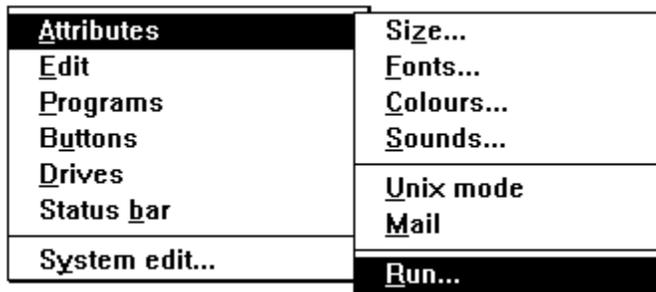 Attributes
Edit
Programs
Buttons
Drives
Status bar
System edit...
Size...
Fonts...
Colours...
Sounds...
Unix mode
Mail
Run...